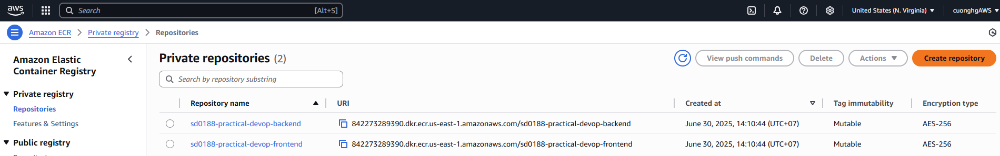 aws Search [Alt+S] United States (N. Virginia) cuonghgAWS
Amazon ECR Private registry Repositories
Amazon Elastic
Container Registry
Private registry
Repositories
Features & Settings
Public registry
Private repositories (2)
View push commands Delete Actions Create repository
Search by repository substring
Repository name URI Created at Tag immutability Encryption type
sd0188-practical-devop-backend 842273289390.dkr.ecr.us-east-1.amazonaws.com/sd0188-practical-devop-backend June 30, 2025, 14:10:44 (UTC+07) Mutable AES-256
sd0188-practical-devop-frontend 842273289390.dkr.ecr.us-east-1.amazonaws.com/sd0188-practical-devop-frontend June 30, 2025, 14:10:44 (UTC+07) Mutable AES-256